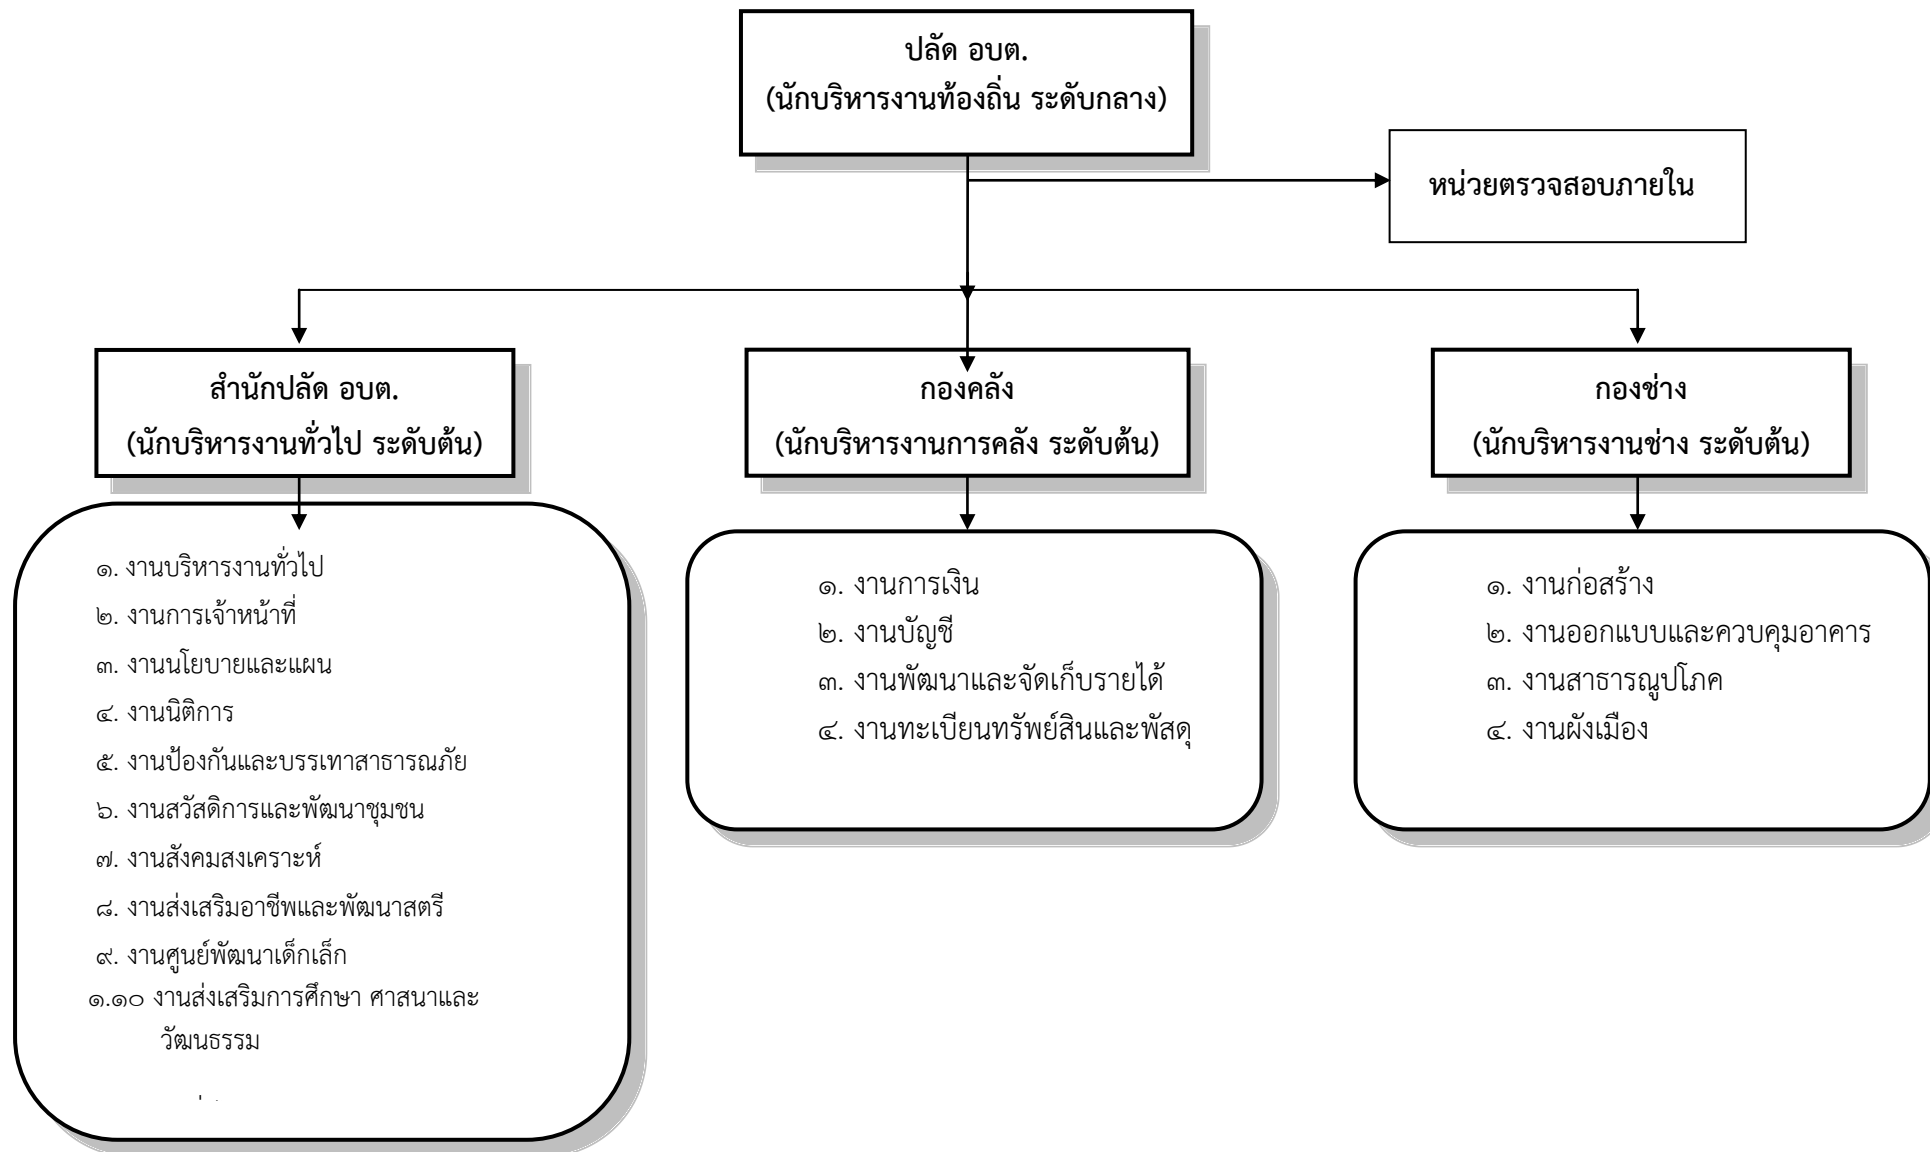 ปลัด อบต.
(นักบริหารงานท้องถิ่น ระดับกลาง)
หน่วยตรวจสอบภายใน
สำนักปลัด อบต.
(นักบริหารงานทั่วไป ระดับต้น)
๑. งานบริหารงานทั่วไป
๒. งานการเจ้าหน้าที่
๓. งานนโยบายและแผน
๔. งานนิติการ
๕. งานป้องกันและบรรเทาสาธารณภัย
๖. งานสวัสดิการและพัฒนาชุมชน
๗. งานสังคมสงเคราะห์
๘. งานส่งเสริมอาชีพและพัฒนาสตรี
๙. งานศูนย์พัฒนาเด็กเล็ก
๑.๑๐ งานส่งเสริมการศึกษา ศาสนาและ
วัฒนธรรม
กองคลัง
(นักบริหารงานการคลัง ระดับต้น)
๑. งานการเงิน
๒. งานบัญชี
๓. งานพัฒนาและจัดเก็บรายได้
๔. งานทะเบียนทรัพย์สินและพัสดุ
กองช่าง
(นักบริหารงานช่าง ระดับต้น)
๑. งานก่อสร้าง
๒. งานออกแบบและควบคุมอาคาร
๓. งานสาธารณูปโภค
๔. งานผังเมือง